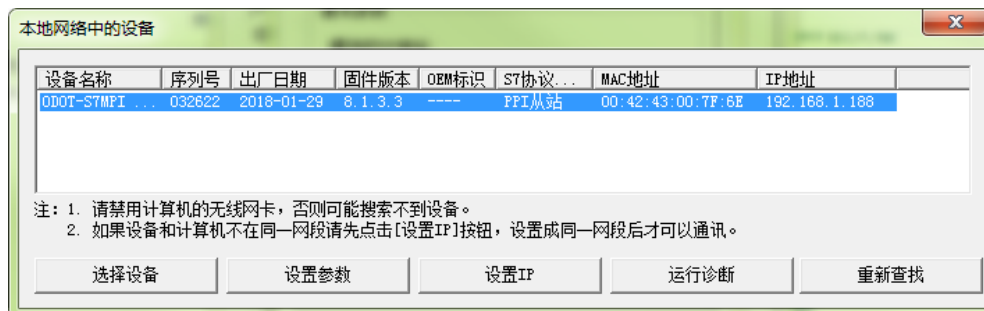 本地网络中的设备
设备名称 序列号 出厂日期 固件版本 OEM标识 S7协议... MAC地址 IP地址
ODOT-S7MPI ... 032622 2018-01-29 8.1.3.3 ---- PPI从站 00:42:43:00:7F:6E 192.168.1.188
注：1. 请禁用计算机的无线网卡，否则可能搜索不到设备。
2. 如果设备和计算机不在同一网段请先点击[设置IP]按钮，设置成同一网段后才可以通讯。
选择设备 设置参数 设置IP 运行诊断 重新查找